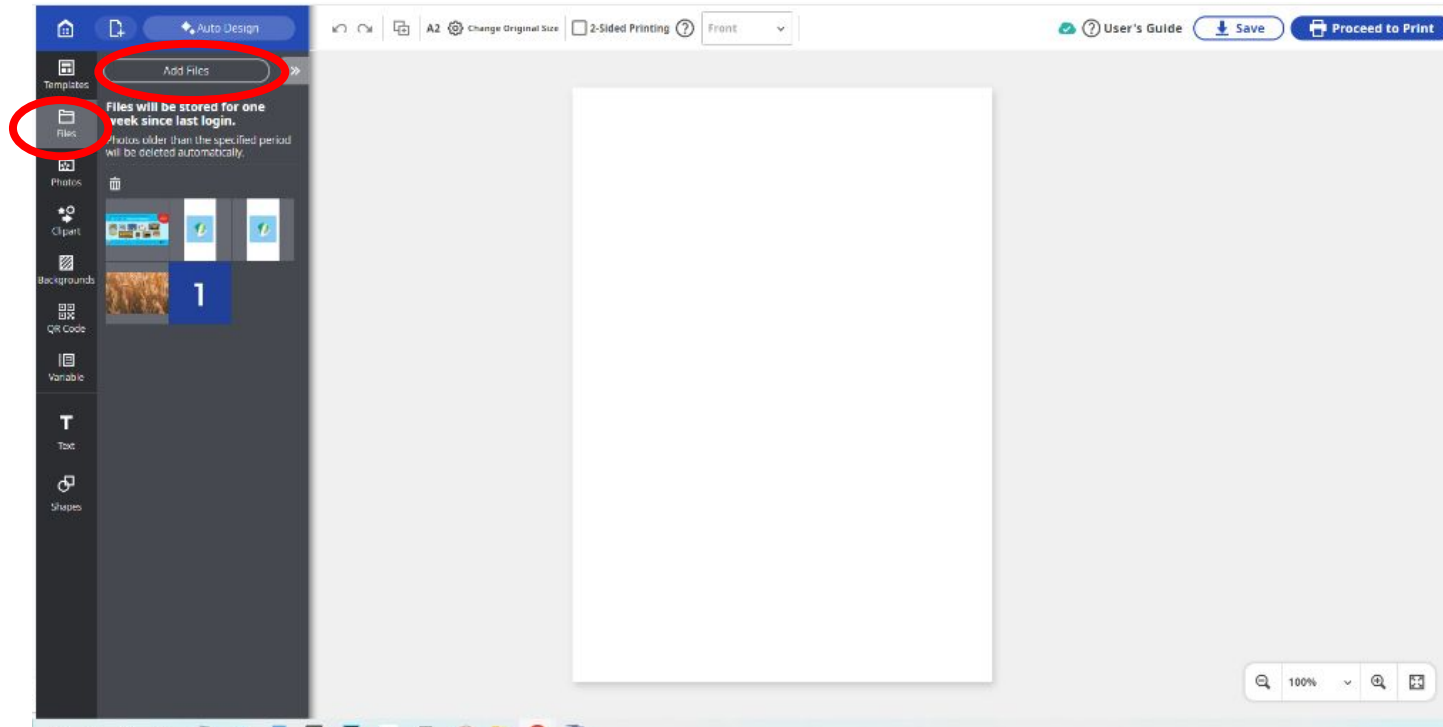 Auto Design
A2 Change Original Size 2-Sided Printing ? Front
? User's Guide Save Proceed to Print
Templates
Files
Photos
Clipart
Backgrounds
QR Code
Variable
Text
Shapes
Add Files
Files will be stored for one
week since last login.
Photos older than the specified period
will be deleted automatically.
1
100%